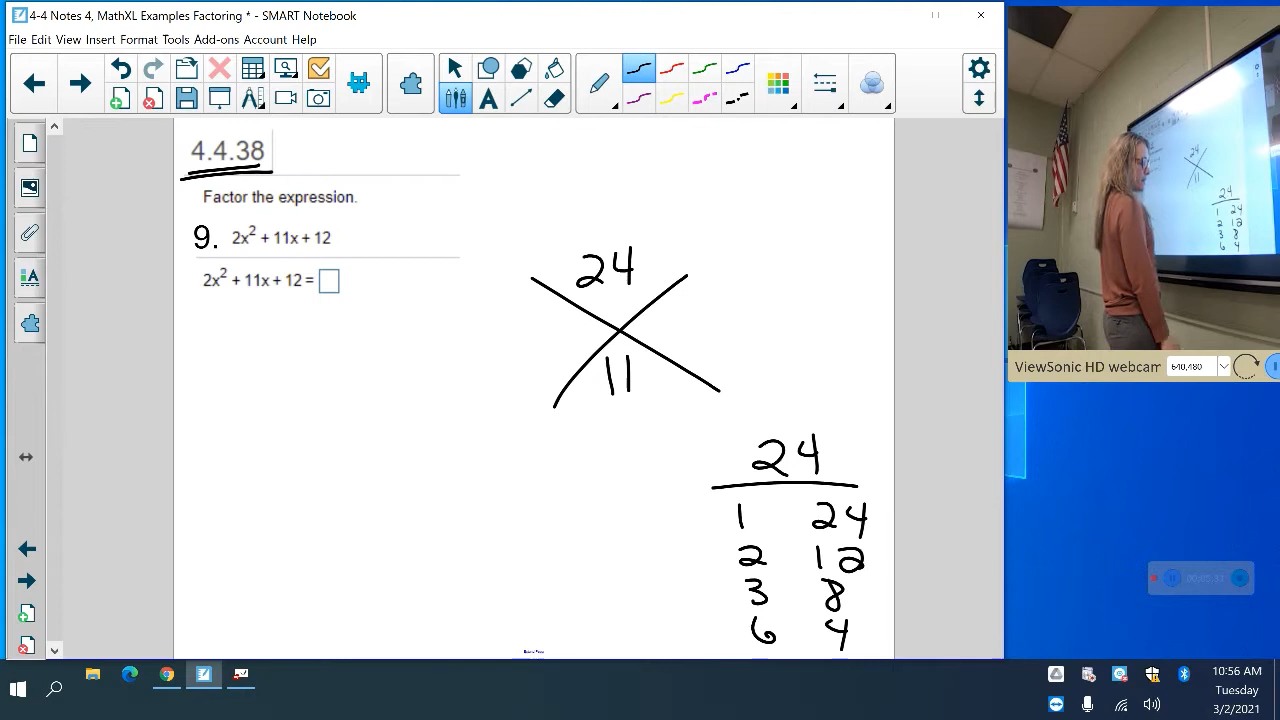 4-4 Notes 4, MathXL Examples Factoring * - SMART Notebook
File Edit View Insert Format Tools Add-ons Account Help
4.4.38
Factor the expression.
9. 2x² + 11x + 12
2x² + 11x + 12 =
24
11
24
1 24
2 12
3 8
6 4
ViewSonic HD webcam 640,480
10:56 AM
Tuesday
3/2/2021